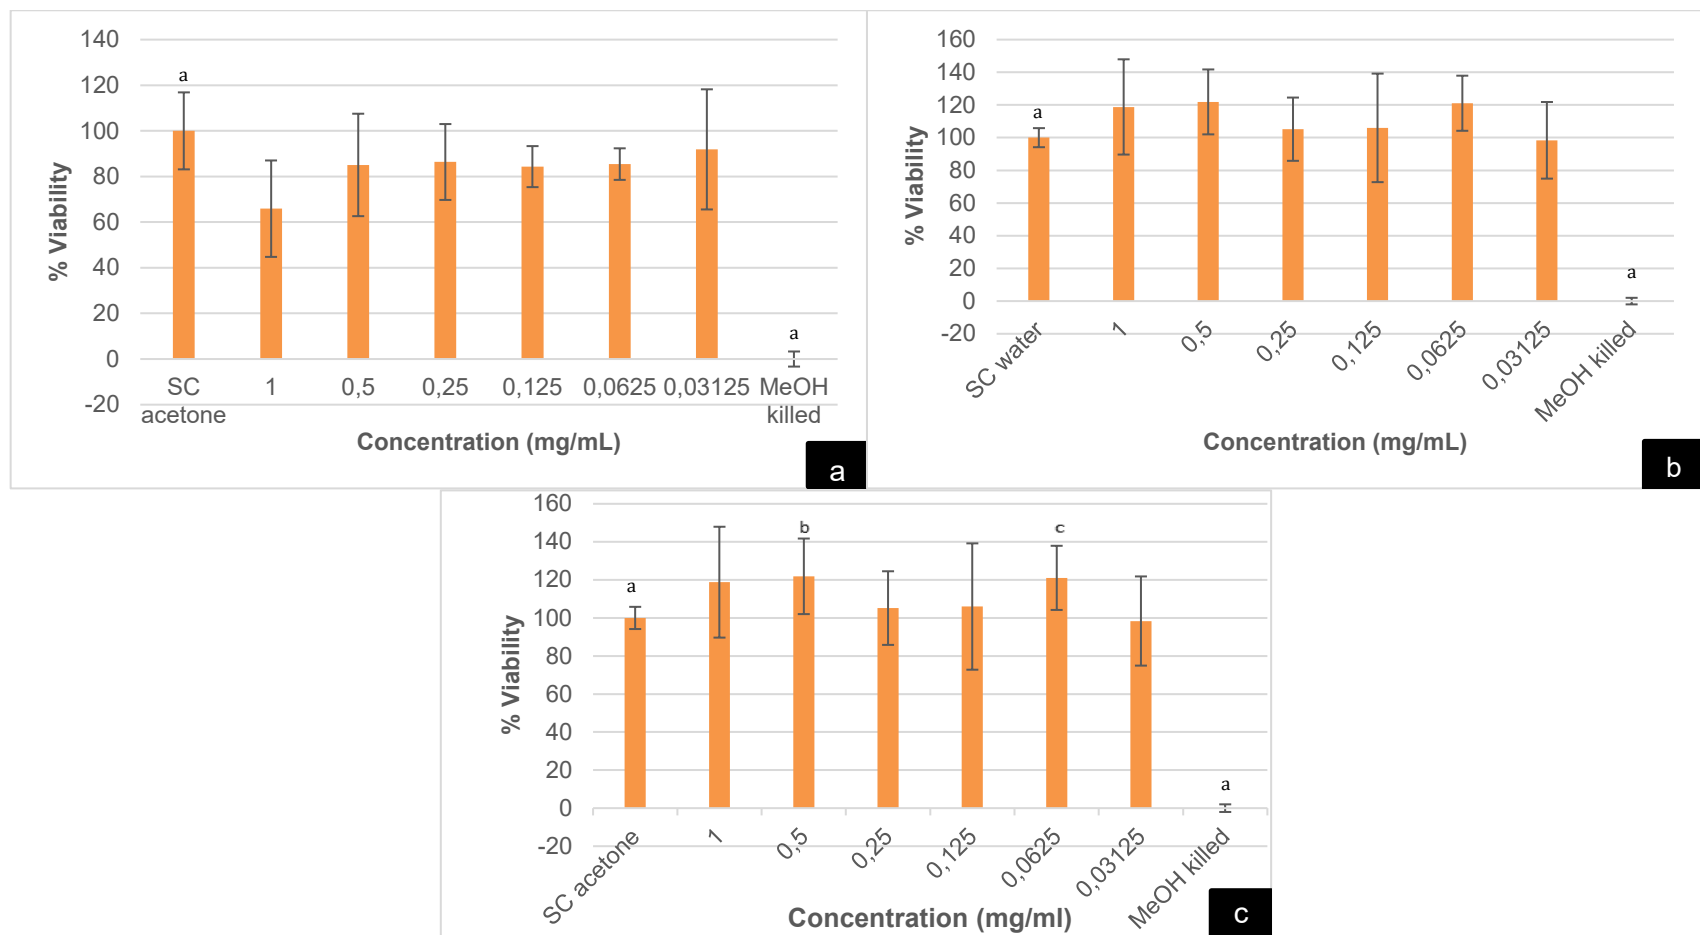 140
120
100
80
60
40
20
0
-20
% Viability
a
a
SC acetone
1
0,5
0,25
0,125
0,0625
0,03125
MeOH killed
Concentration (mg/mL)
a
160
140
120
100
80
60
40
20
0
-20
% Viability
a
a
SC water
1
0,5
0,25
0,125
0,0625
0,03125
MeOH killed
Concentration (mg/mL)
b
160
140
120
100
80
60
40
20
0
-20
% Viability
a
b
c
a
SC acetone
1
0,5
0,25
0,125
0,0625
0,03125
MeOH killed
Concentration (mg/ml)
c